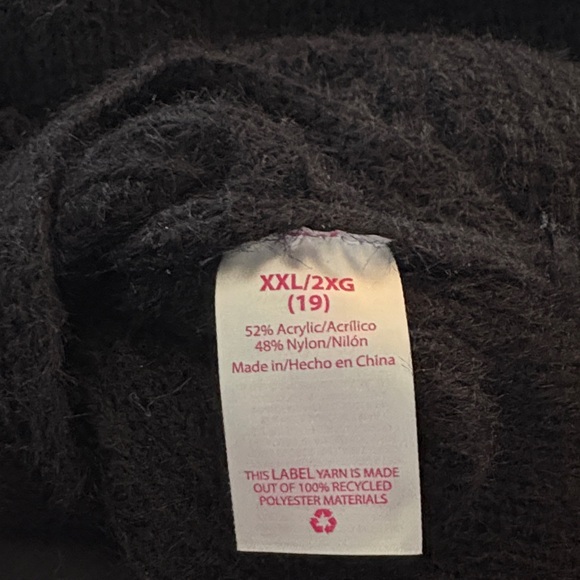 XXL/2XG
(19)
52% Acrylic/Acrílico
48% Nylon/Nilón
Made in/Hecho en China
THIS LABEL YARN IS MADE
OUT OF 100% RECYCLED
POLYESTER MATERIALS